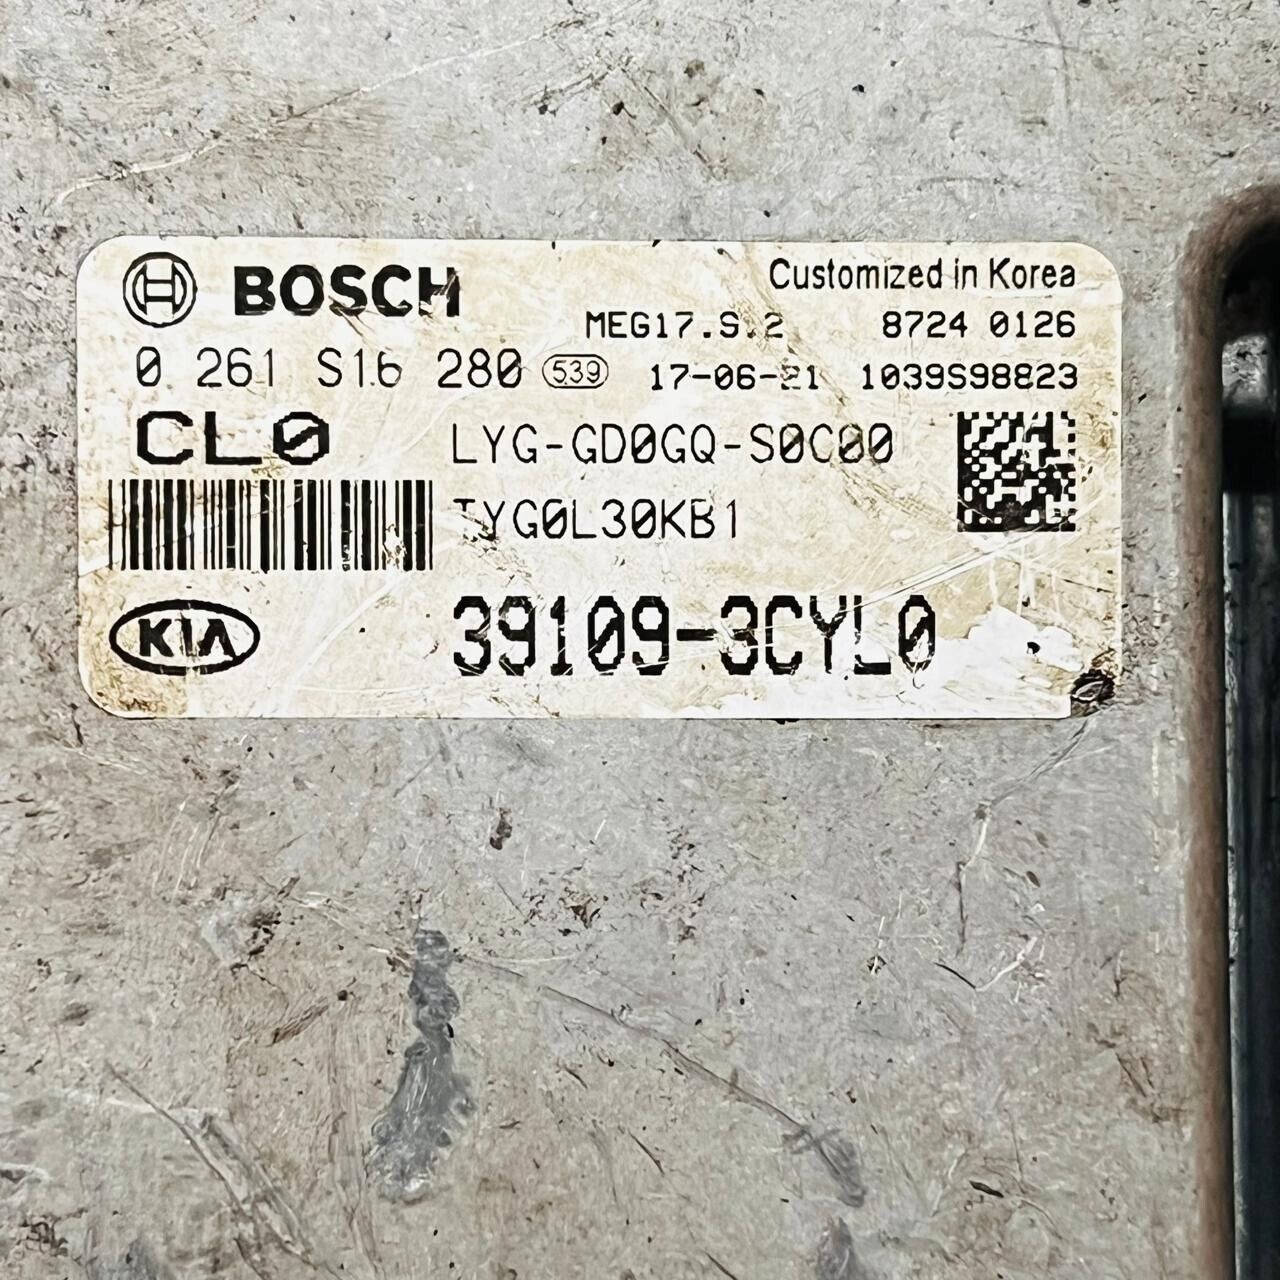 BOSCH
Customized in Korea
MEG17.S.2 8724 0126
0 261 S16 280 539 17-06-21 1039S98823
CL0 LYG-GD0GQ-S0C00
TYG0L30KB1
KIA 39109-3CYL0